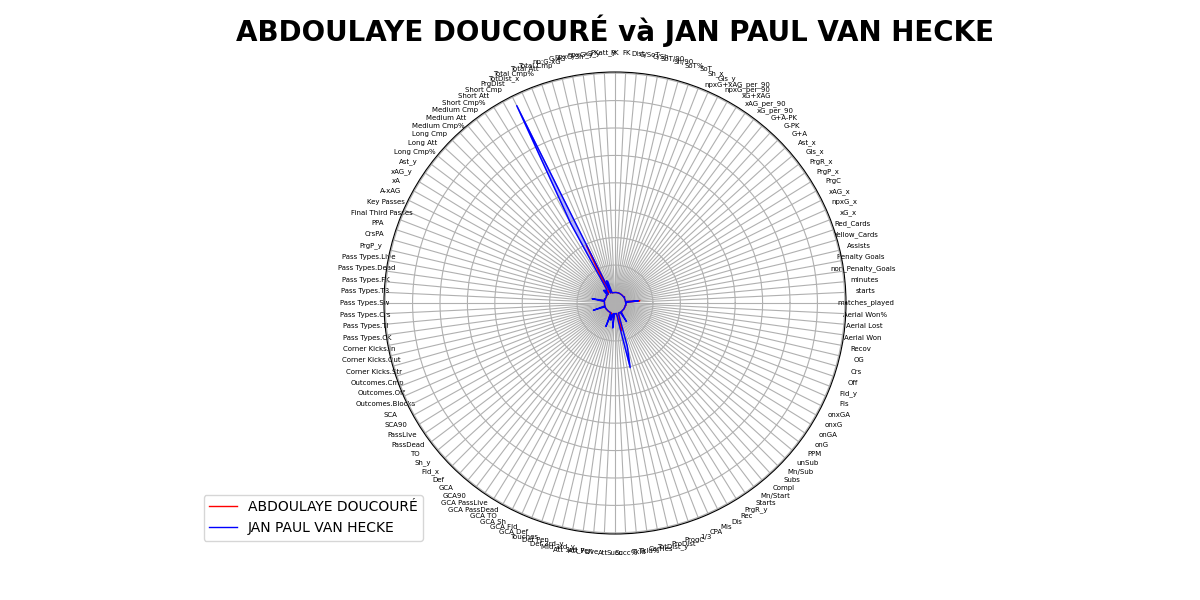 ABDOULAYE DOUCOURÉ và JAN PAUL VAN HECKE
Total Cmp%
TotDist_x
PrgDist
Short Cmp
Short Att
Short Cmp%
Medium Cmp
Medium Att
Medium Cmp%
Long Cmp
Long Att
Long Cmp%
Ast_y
xAG_y
xA
A-xAG
Key Passes
Final Third Passes
PPA
CrsPA
PrgP_y
Pass Types.Live
Pass Types.Dead
Pass Types.FK
Pass Types.TB
Pass Types.Sw
Pass Types.Crs
Pass Types.TI
Pass Types.CK
Corner Kicks.In
Corner Kicks.Out
Corner Kicks.Str
Outcomes.Cmp
Outcomes.Off
Outcomes.Blocks
SCA
SCA90
PassLive
PassDead
TO
Sh_y
Fld_x
Def
GCA
GCA90
GCA PassLive
GCA PassDead
GCA TO
GCA Sh
GCA Fld
GCA Def
Touches
FK
SoT
Sh_x
Gls_y
npxG+xAG_per_90
npxG_per_90
xG+xAG
xAG_per_90
xG_per_90
G+A-PK
G-PK
G+A
Ast_x
Gls_x
PrgR_x
PrgP_x
PrgC
xAG_x
npxG_x
xG_x
Red_Cards
Yellow_Cards
Assists
Penalty Goals
non_Penalty_Goals
minutes
starts
matches_played
Aerial Won%
Aerial Lost
Aerial Won
Recov
OG
Crs
Off
Fld_y
Fls
onxGA
onxG
onGA
onG
PPM
unSub
Mn/Sub
Subs
Compl
Mn/Start
Starts
PrgR_y
Rec
Dis
Mis
CPA
1/3
ProgC
ABDOULAYE DOUCOURÉ
JAN PAUL VAN HECKE